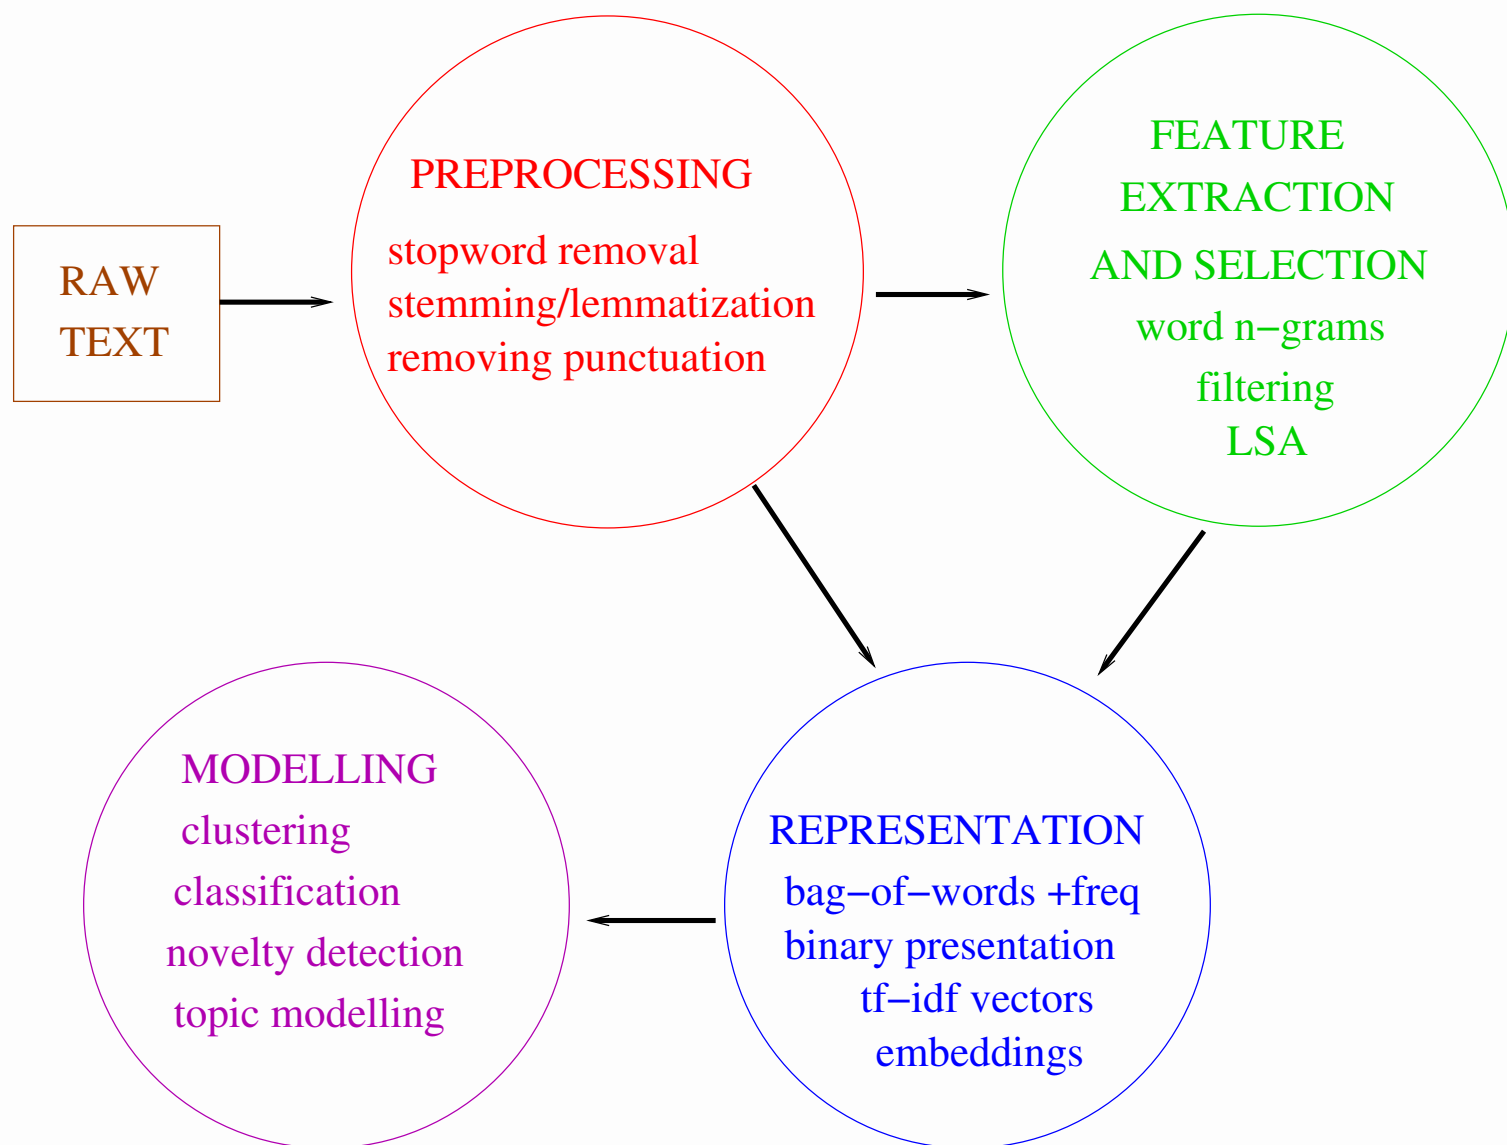 RAW
TEXT
PREPROCESSING
stopword removal
stemming/lemmatization
removing punctuation
FEATURE
EXTRACTION
AND SELECTION
word n−grams
filtering
LSA
MODELLING
clustering
classification
novelty detection
topic modelling
REPRESENTATION
bag−of−words +freq
binary presentation
tf−idf vectors
embeddings